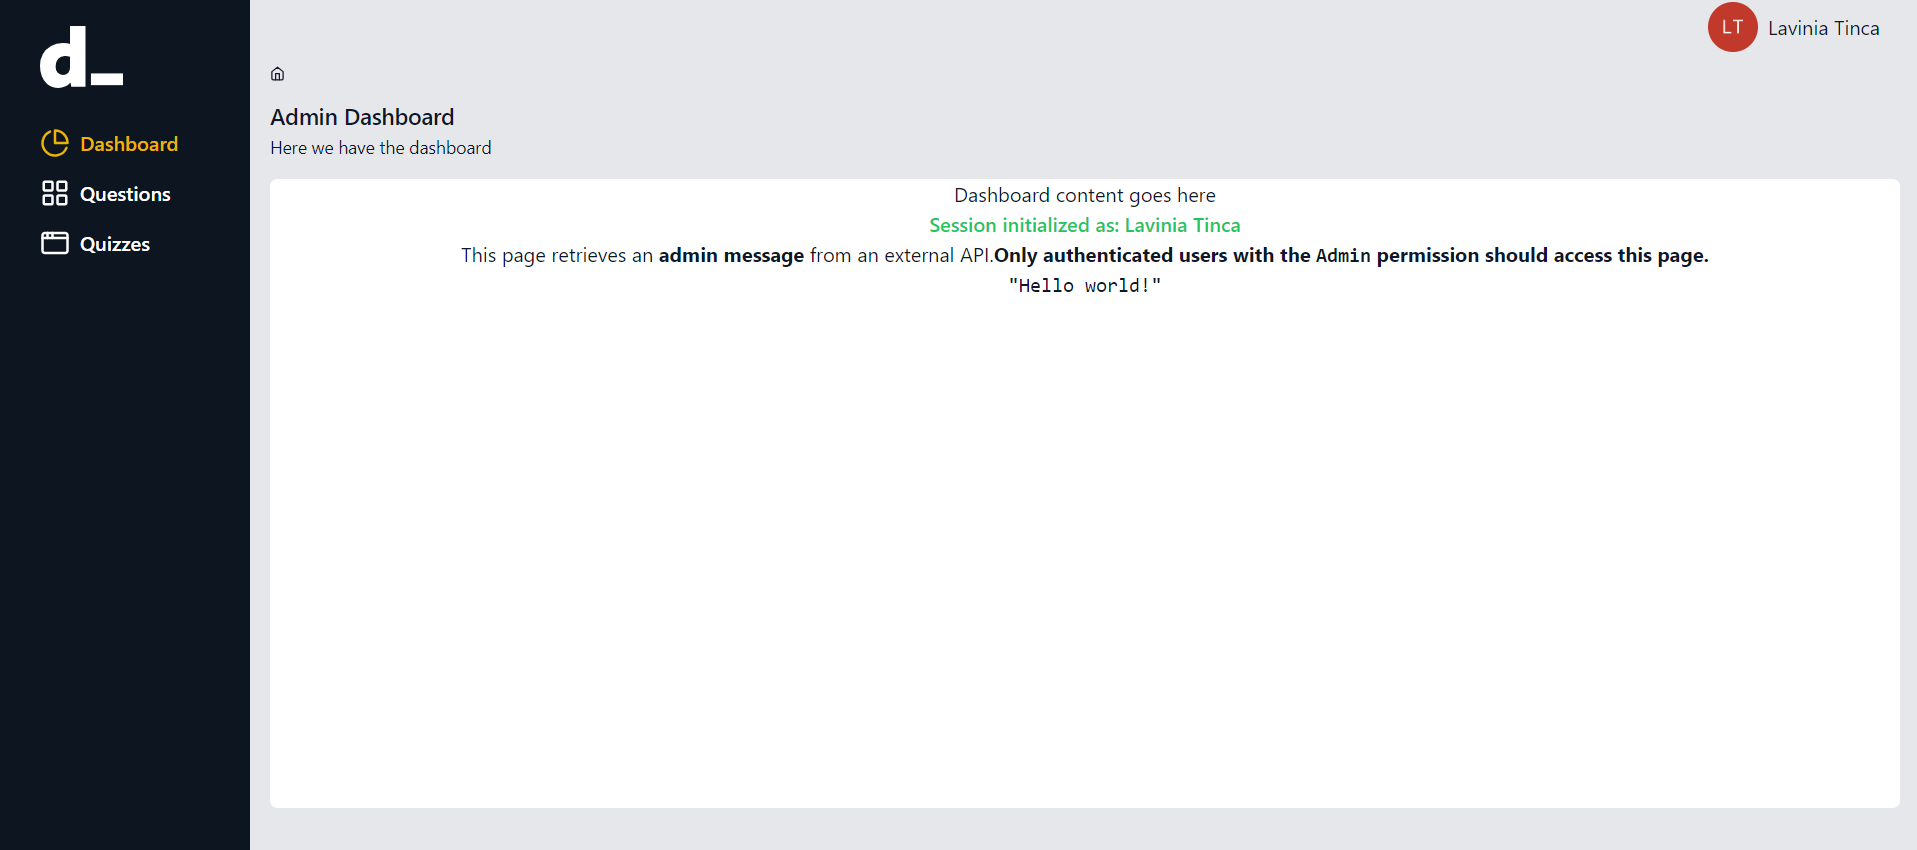 d_
LT Lavinia Tinca
Dashboard
Questions
Quizzes
Admin Dashboard
Here we have the dashboard
Dashboard content goes here
Session initialized as: Lavinia Tinca
This page retrieves an admin message from an external API.Only authenticated users with the Admin permission should access this page.
"Hello world!"